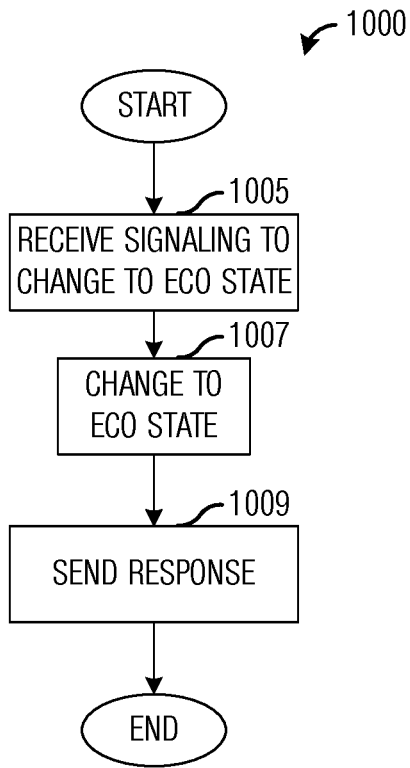 1000
START
1005
RECEIVE SIGNALING TO
CHANGE TO ECO STATE
1007
CHANGE TO
ECO STATE
1009
SEND RESPONSE
END